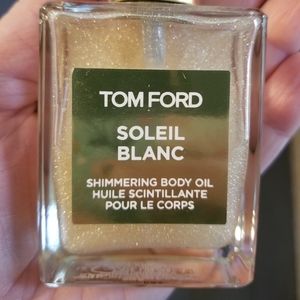 TOM FORD
SOLEIL
BLANC
SHIMMERING BODY OIL
HUILE SCINTILLANTE
POUR LE CORPS